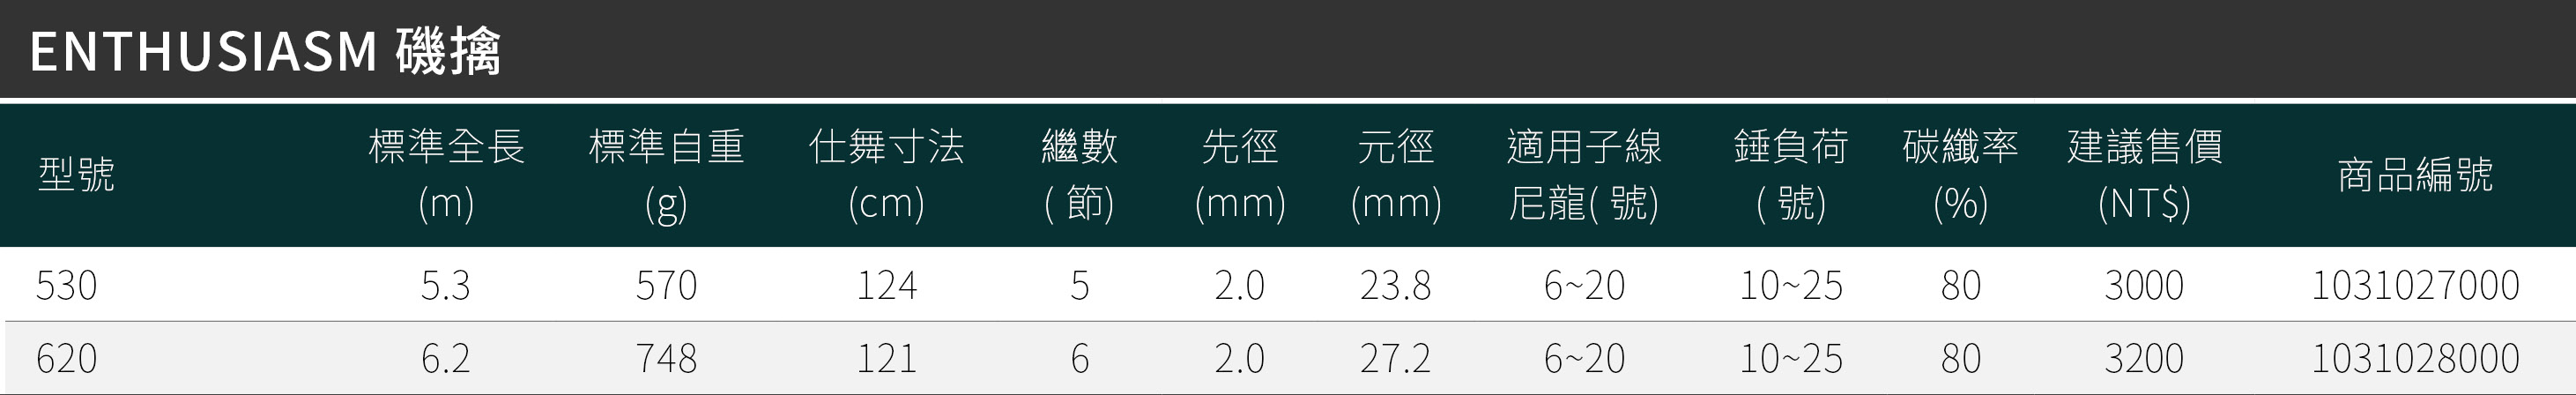 ENTHUSIASM 磯擒
型號 標準全長 (m) 標準自重 (g) 仕舞寸法 (cm) 繼數 ( 節) 先徑 (mm) 元徑 (mm) 適用子線 尼龍( 號) 錘負荷 ( 號) 碳纖率 (%) 建議售價 (NT$) 商品編號
530 5.3 570 124 5 2.0 23.8 6~20 10~25 80 3000 1031027000
620 6.2 748 121 6 2.0 27.2 6~20 10~25 80 3200 1031028000